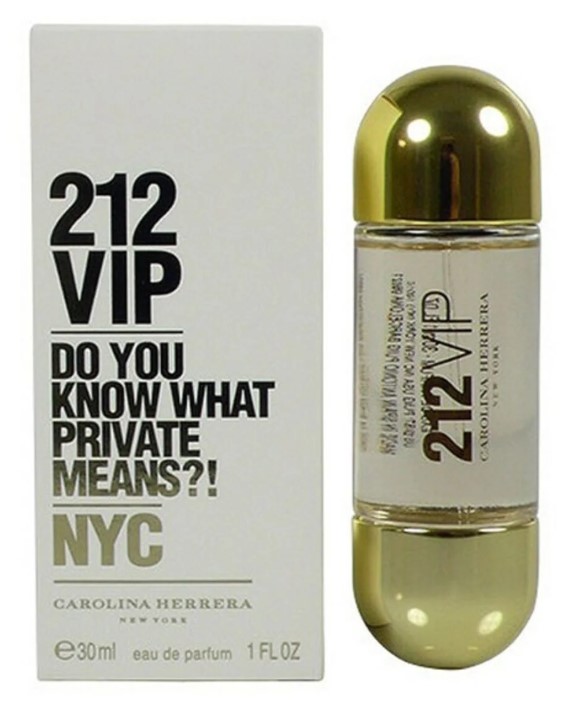 212
VIP
DO YOU
KNOW WHAT
PRIVATE
MEANS?!
NYC
CAROLINA HERRERA
NEW YORK
℮30ml eau de parfum 1 FL OZ
212 VIP
CAROLINA HERRERA
NEW YORK